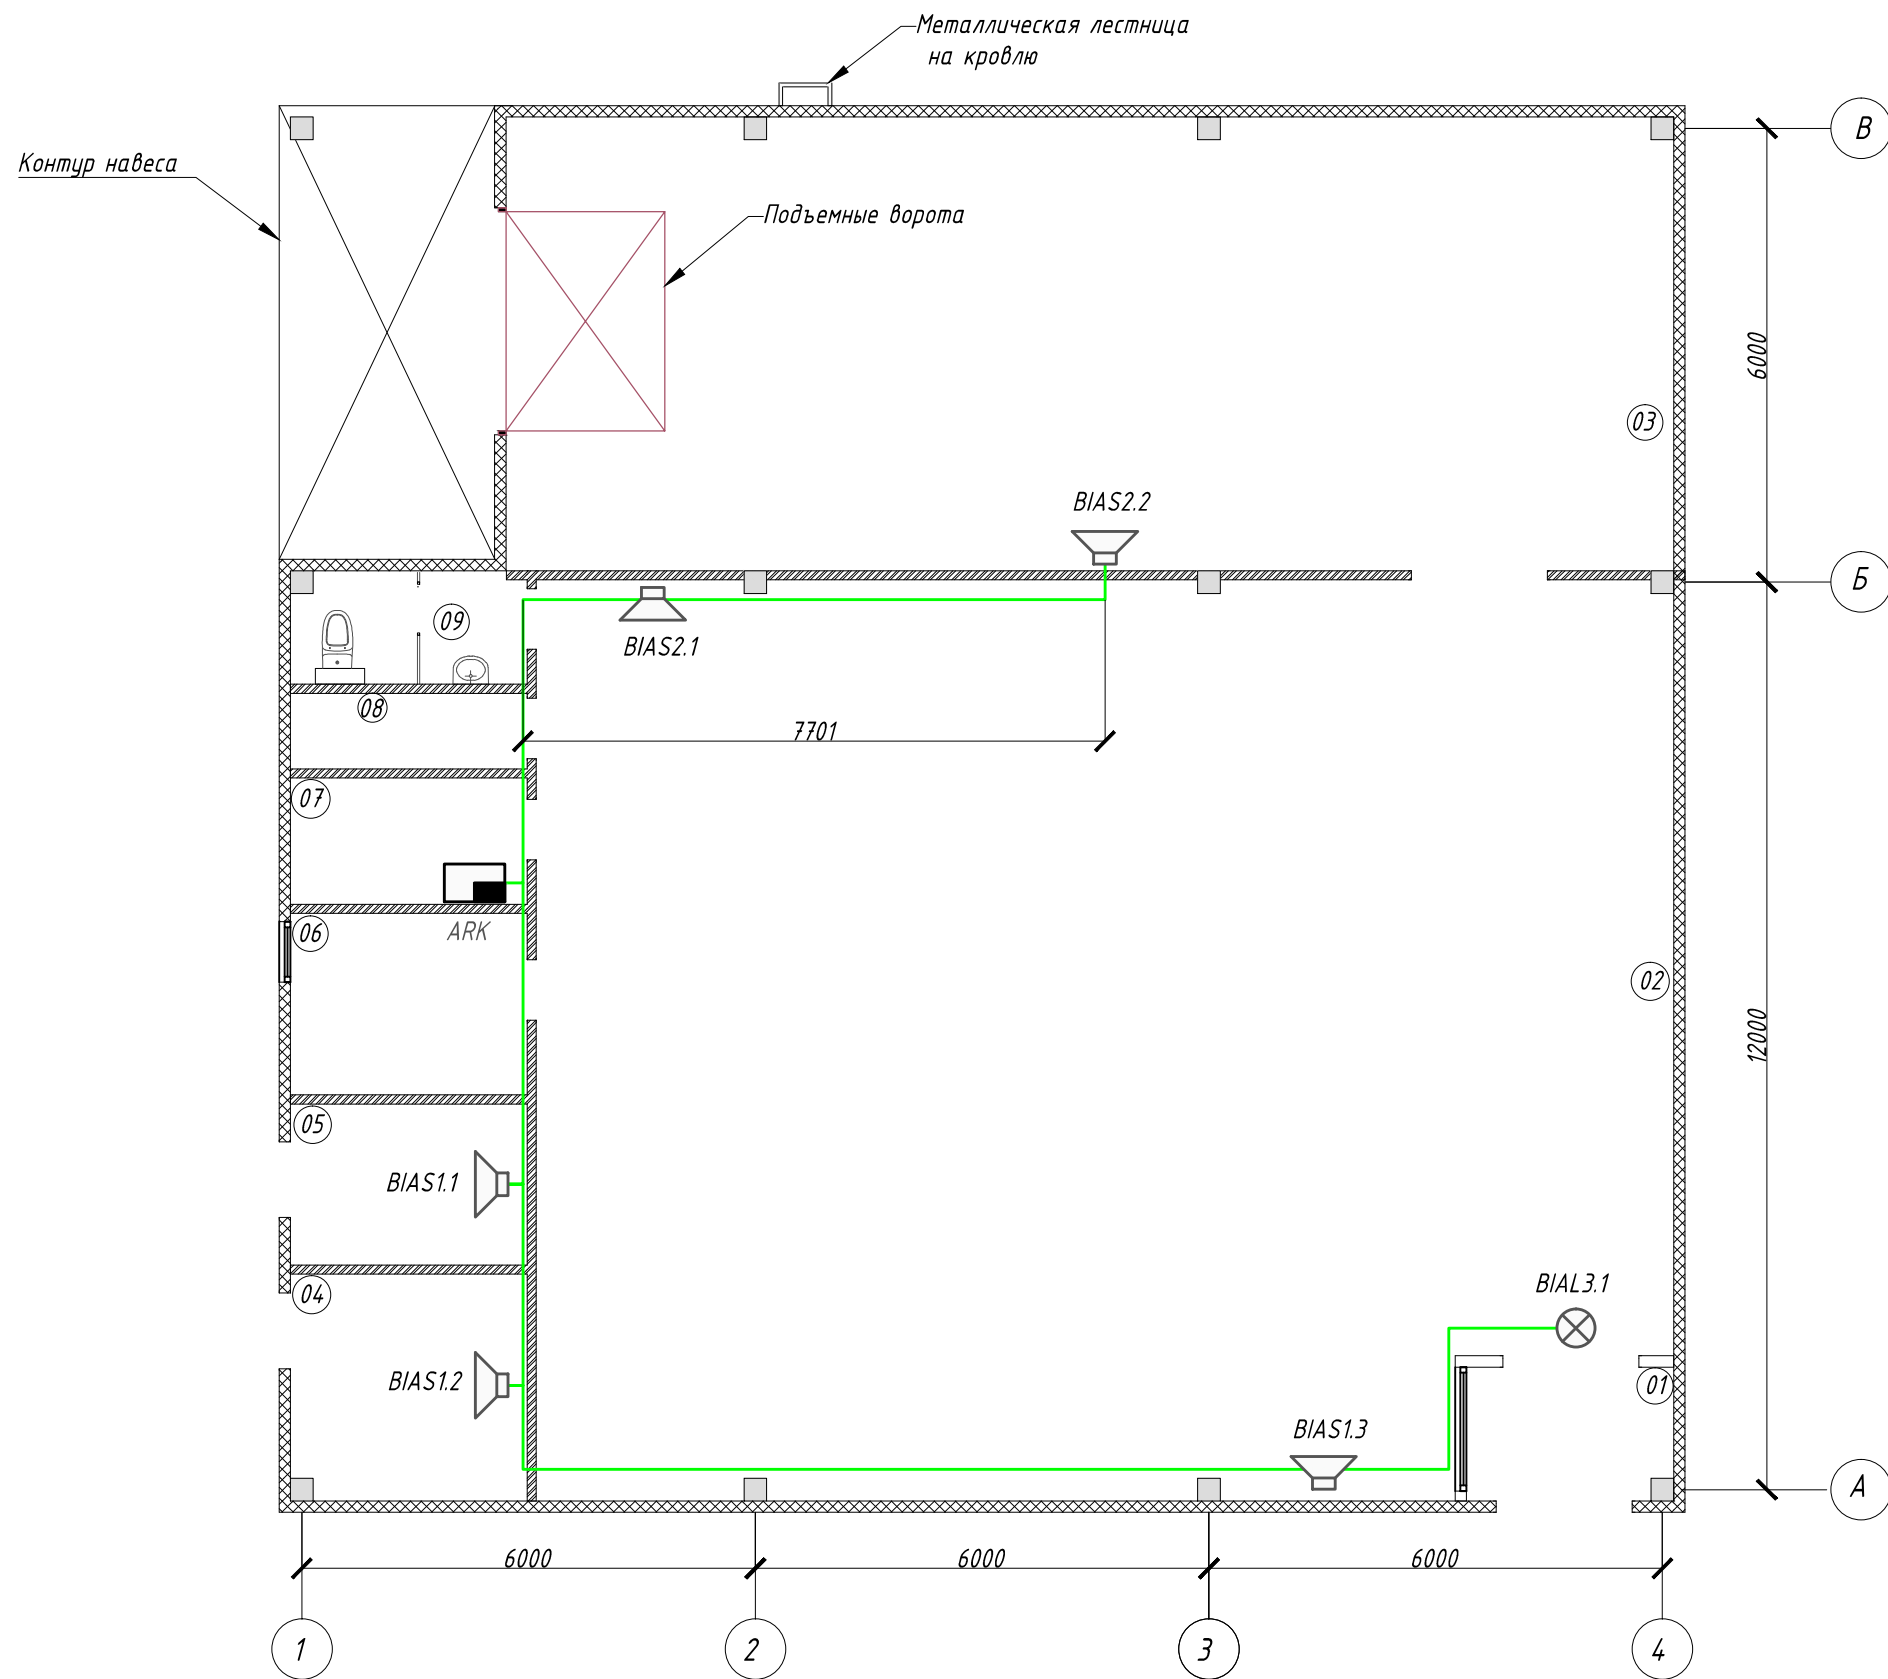 Металлическая лестница
на кровлю
В
Контур навеса
Подъемные ворота
6000
03
BIAS2.2
Б
09
BIAS2.1
08
7701
07
ARK
06
02
12000
05
BIAS1.1
04
BIAL3.1
BIAS1.2
01
BIAS1.3
А
6000
6000
6000
1
2
3
4